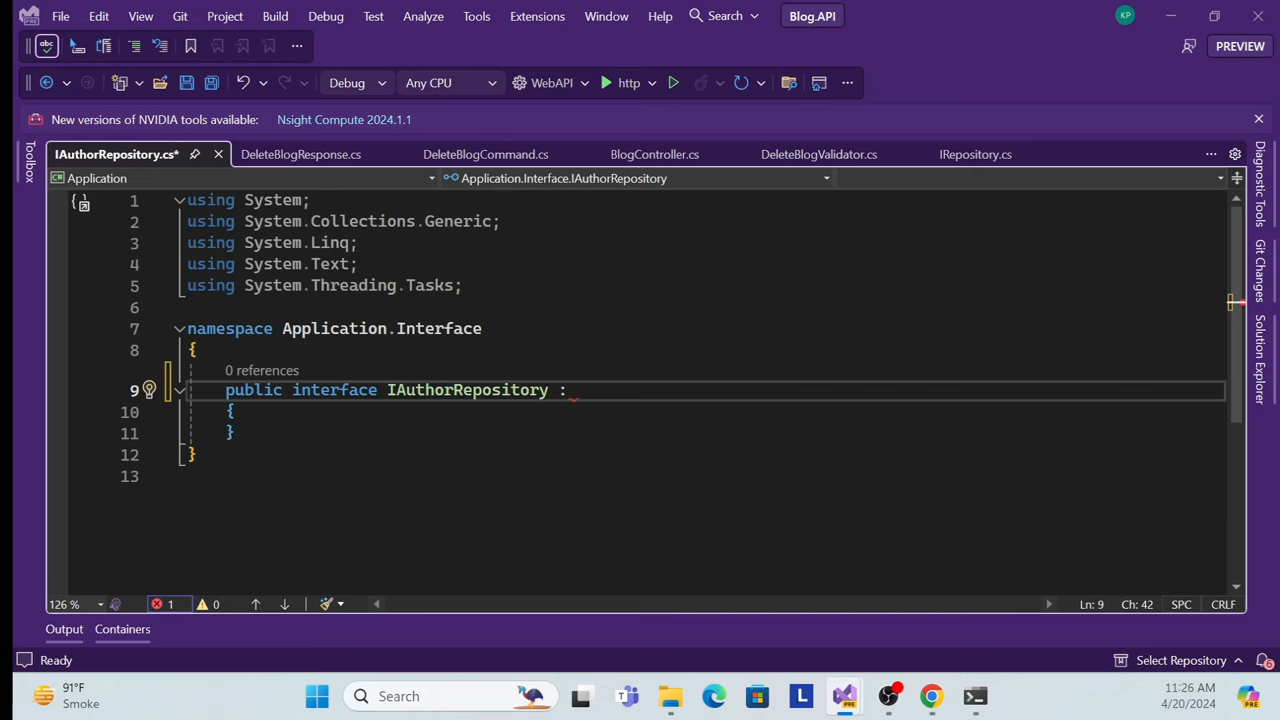 File Edit View Git Project Build Debug Test Analyze Tools Extensions Window Help Search Blog.API KP
abc PREVIEW
Debug Any CPU WebAPI http
New versions of NVIDIA tools available: Nsight Compute 2024.1.1
Toolbox
IAuthorRepository.cs* DeleteBlogResponse.cs DeleteBlogCommand.cs BlogController.cs DeleteBlogValidator.cs IRepository.cs
Application Application.Interface.IAuthorRepository
1 using System;
2 using System.Collections.Generic;
3 using System.Linq;
4 using System.Text;
5 using System.Threading.Tasks;
6
7 namespace Application.Interface
8 {
0 references
9 public interface IAuthorRepository :
10 {
11 }
12 }
13
Diagnostic Tools
Git Changes
Solution Explorer
126 % 1 0 Ln: 9 Ch: 42 SPC CRLF
Output Containers
Ready Select Repository 6
91°F
Smoke
Search
PRE
L
11:26 AM
4/20/2024
PRE